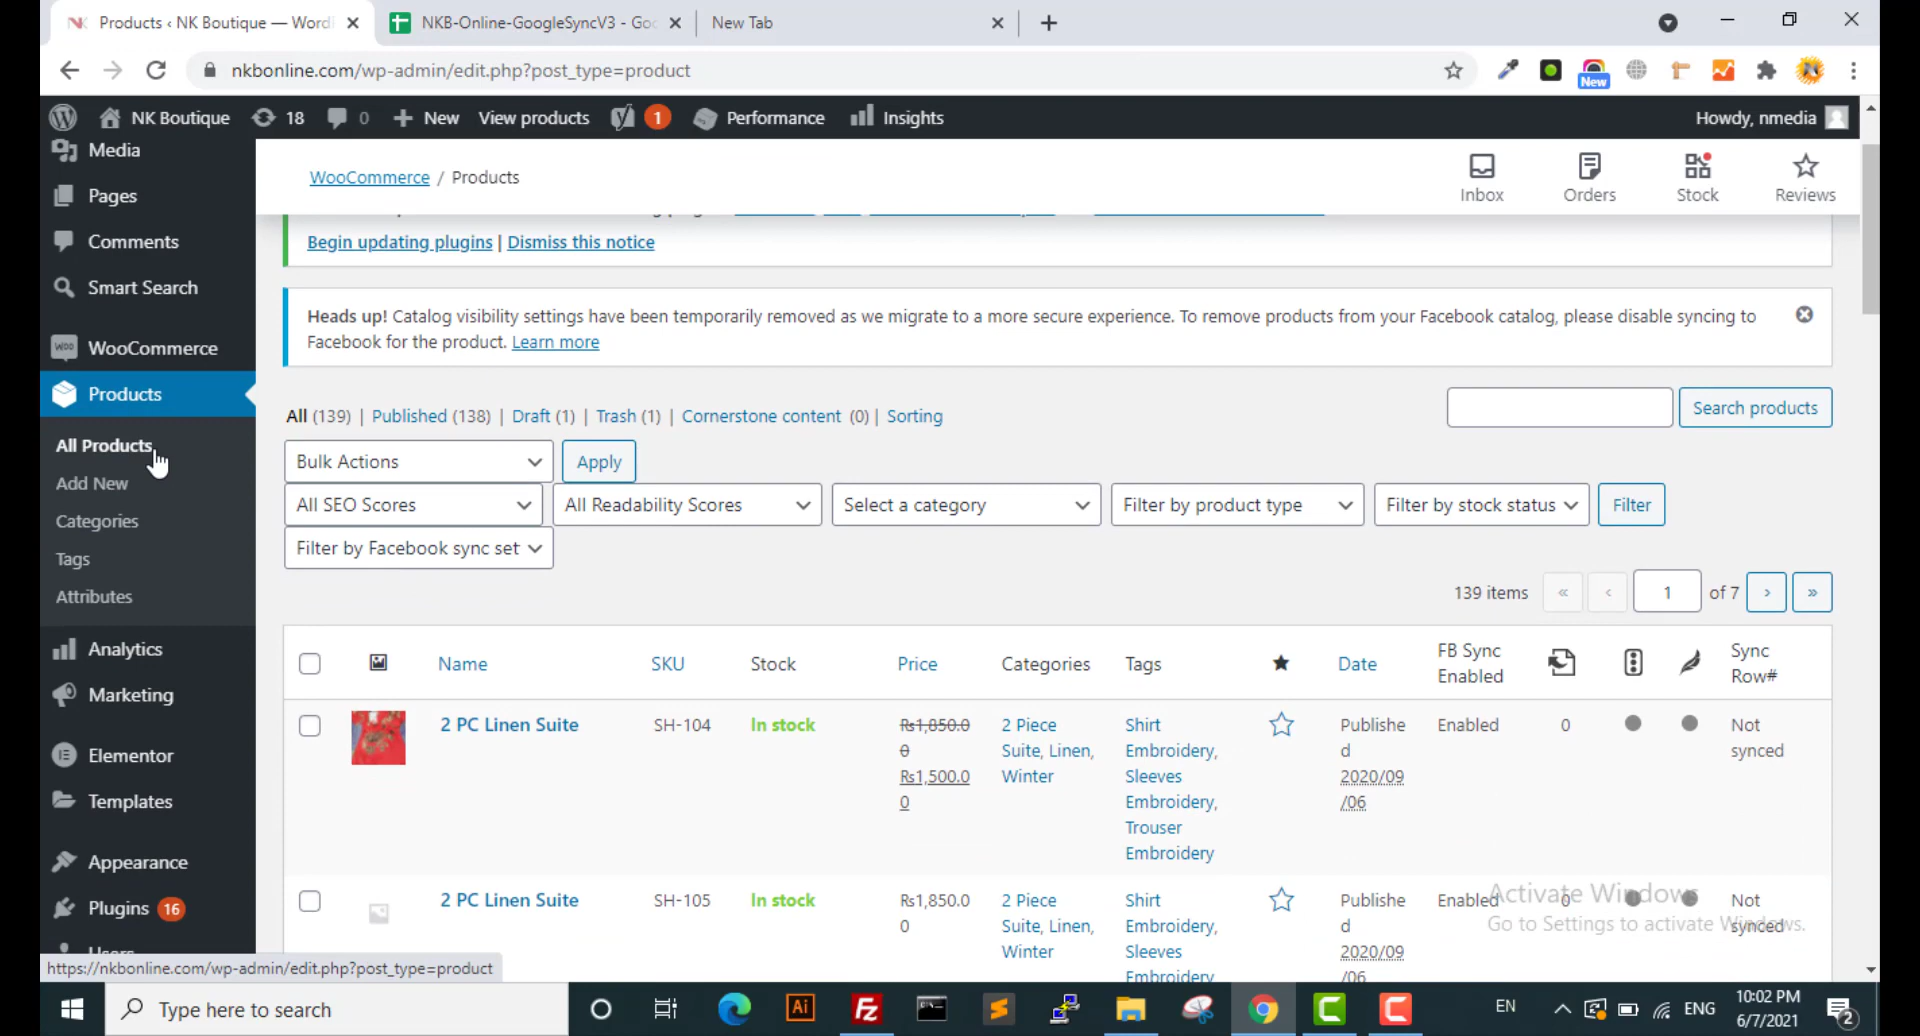 Products ‹ NK Boutique — Wordi
NKB-Online-GoogleSyncV3 - Goo
New Tab
nkbonline.com/wp-admin/edit.php?post_type=product
New
NK Boutique
18
0
New
View products
1
Performance
Insights
Howdy, nmedia
Media
Pages
Comments
Smart Search
WooCommerce
Products
All Products
Add New
Categories
Tags
Attributes
Analytics
Marketing
Elementor
Templates
Appearance
Plugins 16
Users
WooCommerce / Products
Inbox
Orders
Stock
Reviews
Begin updating plugins | Dismiss this notice
Heads up! Catalog visibility settings have been temporarily removed as we migrate to a more secure experience. To remove products from your Facebook catalog, please disable syncing to
Facebook for the product. Learn more
All (139) | Published (138) | Draft (1) | Trash (1) | Cornerstone content (0) | Sorting
Search products
Bulk Actions
Apply
All SEO Scores
All Readability Scores
Select a category
Filter by product type
Filter by stock status
Filter
Filter by Facebook sync set
139 items « ‹ 1 of 7 › »
Name
SKU
Stock
Price
Categories
Tags
Date
FB Sync
Enabled
Sync
Row#
2 PC Linen Suite
SH-104
In stock
₨1,850.0
0
₨1,500.0
0
2 Piece
Suite, Linen,
Winter
Shirt
Embroidery,
Sleeves
Embroidery,
Trouser
Embroidery
Publishe
d
2020/09
/06
Enabled
0
Not
synced
2 PC Linen Suite
SH-105
In stock
₨1,850.0
0
2 Piece
Suite, Linen,
Winter
Shirt
Embroidery,
Sleeves
Embroidery
Publishe
d
2020/09
/06
Enabled
0
Not
synced
Activate Windows
Go to Settings to activate Windows.
https://nkbonline.com/wp-admin/edit.php?post_type=product
Type here to search
EN
ENG
10:02 PM
6/7/2021
2